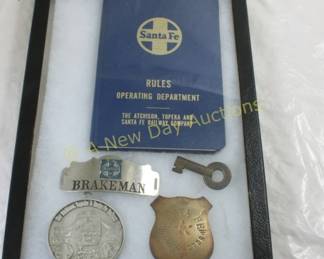 Santa Fe
RULES
OPERATING DEPARTMENT
THE ATCHISON, TOPEKA AND
SANTA FE RAILWAY COMPANY
A New Day Auctions
BRAKEMAN